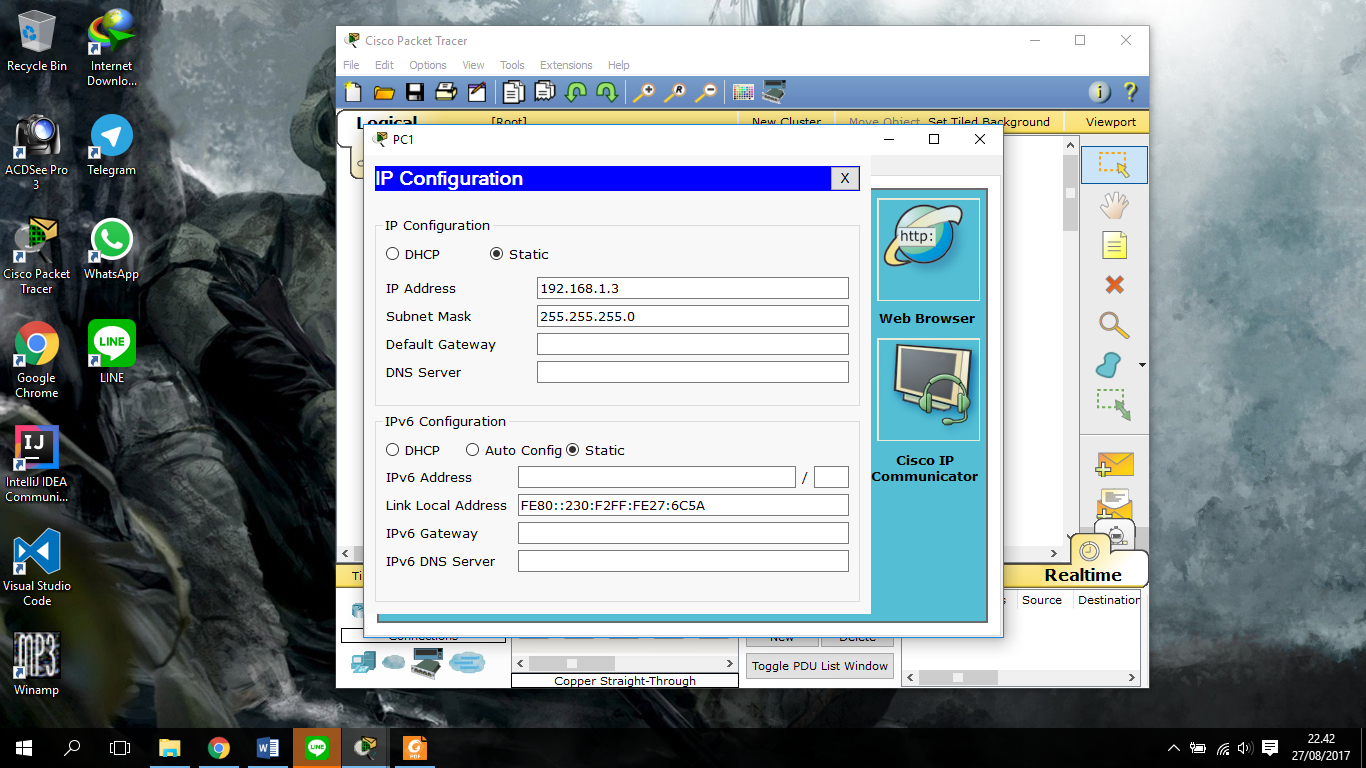 Recycle Bin
Internet
Downlo...
ACDSee Pro
3
Telegram
Cisco Packet
Tracer
WhatsApp
Google
Chrome
LINE
LINE
IJ
IntelliJ IDEA
Communi...
Visual Studio
Code
MP3
Winamp
Cisco Packet Tracer
File Edit Options View Tools Extensions Help
Logical [Root] New Cluster Move Object Set Tiled Background Viewport
PC1
IP Configuration X
IP Configuration
DHCP Static
IP Address 192.168.1.3
Subnet Mask 255.255.255.0
Default Gateway
DNS Server
IPv6 Configuration
DHCP Auto Config Static
IPv6 Address /
Link Local Address FE80::230:F2FF:FE27:6C5A
IPv6 Gateway
IPv6 DNS Server
http:
Web Browser
Cisco IP
Communicator
Realtime
Source Destination
Connections
New Delete
Toggle PDU List Window
Copper Straight-Through
LINE
PDF
22.42
27/08/2017